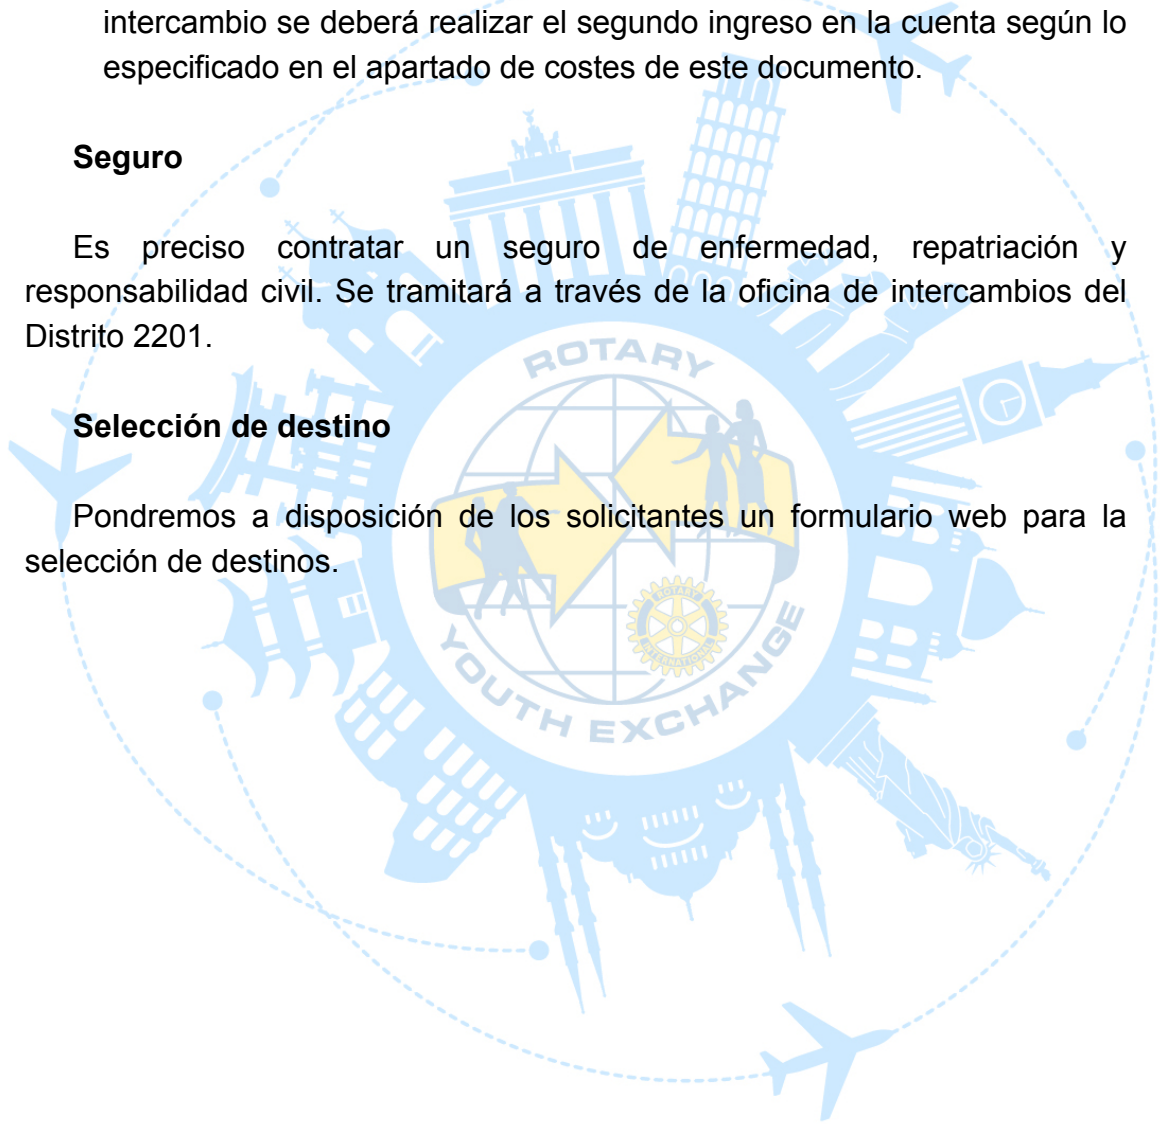 intercambio se deberá realizar el segundo ingreso en la cuenta según lo
especificado en el apartado de costes de este documento.
Seguro
Es preciso contratar un seguro de enfermedad, repatriación y
responsabilidad civil. Se tramitará a través de la oficina de intercambios del
Distrito 2201.
Selección de destino
Pondremos a disposición de los solicitantes un formulario web para la
selección de destinos.
ROTARY
ROTARY
INTERNATIONAL
YOUTH EXCHANGE